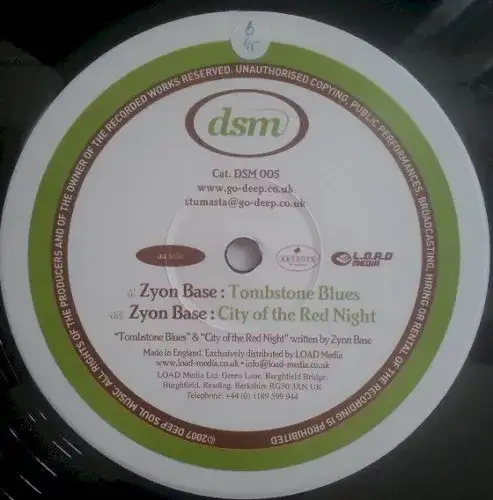 6
ALL RIGHTS OF THE PRODUCERS AND OF THE OWNER OF THE RECORDED WORKS RESERVED. UNAUTHORISED COPYING, PUBLIC PERFORMANCES, BROADCASTING, HIRING OR RENTAL OF THE RECORDING IS PROHIBITED
©2007 DEEP SOUL MUSIC.
dsm
Cat. DSM 005
www.go-deep.co.uk
stumasta@go-deep.co.uk
aa side
KEYNOTE
LOAD
MEDIA
a: Zyon Base : Tombstone Blues
aa: Zyon Base : City of the Red Night
"Tombstone Blues" & "City of the Red Night" written by Zyon Base
Made in England. Exclusively distributed by LOAD Media
www.load-media.co.uk • info@load-media.co.uk
LOAD Media Ltd. Green Lane, Burghfield Bridge,
Burghfield, Reading, Berkshire RG30 3XN UK
Telephone: +44 (0) 1189 599 944